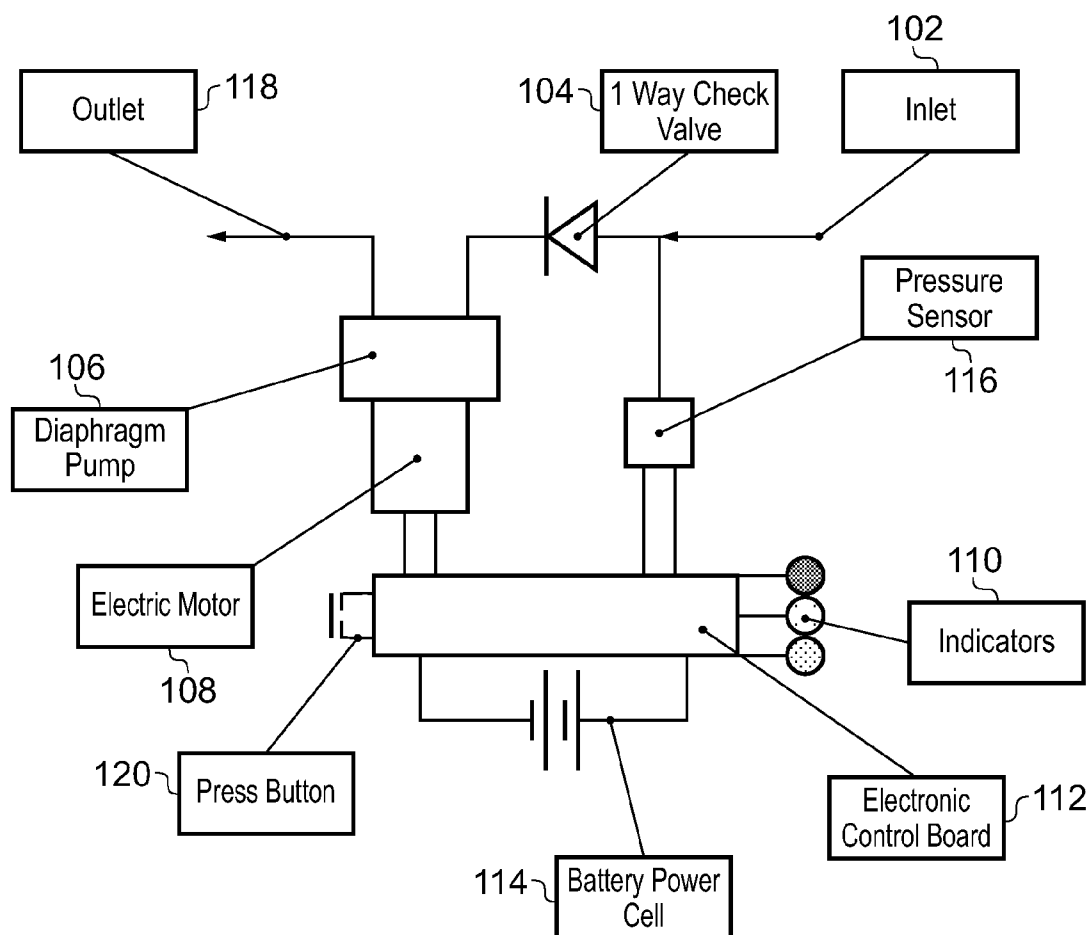 102
Outlet
118
104
1 Way Check
Valve
Inlet
Pressure
Sensor
116
106
Diaphragm
Pump
Electric Motor
108
110
Indicators
120
Press Button
Electronic
Control Board
112
114
Battery Power
Cell